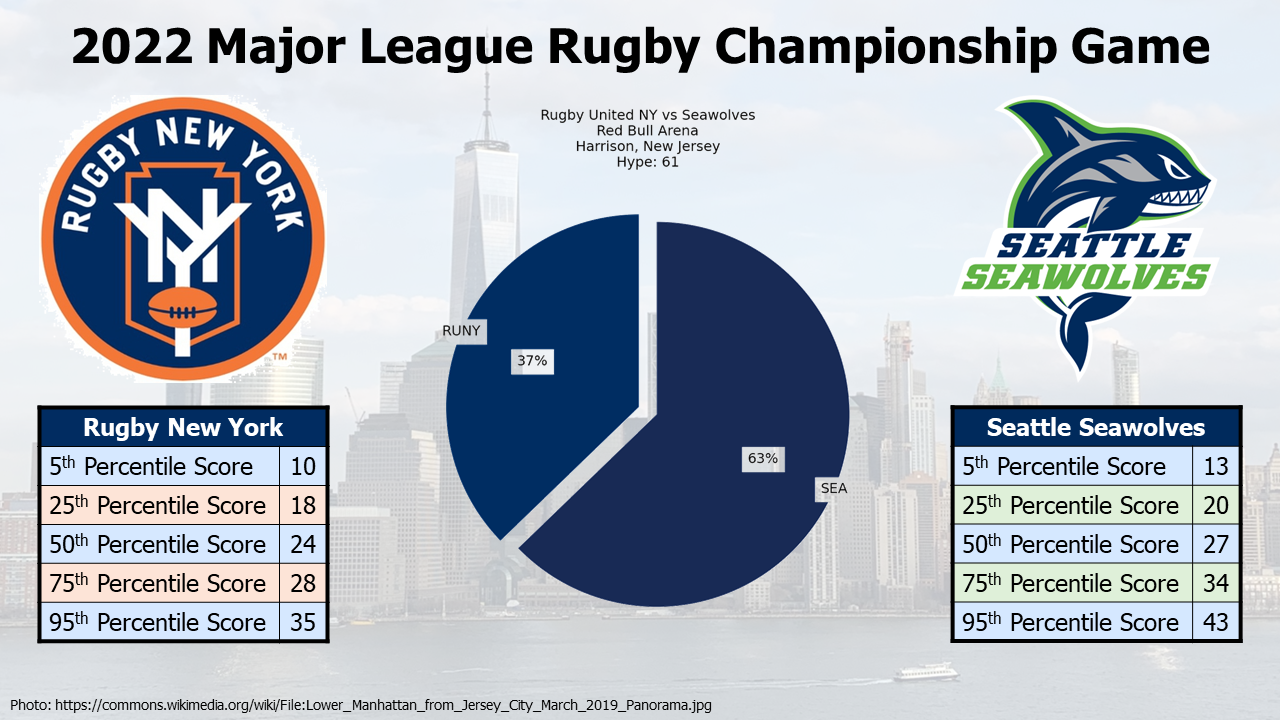 2022 Major League Rugby Championship Game
RUGBY NEW YORK
NY
TM
Rugby United NY vs Seawolves
Red Bull Arena
Harrison, New Jersey
Hype: 61
SEATTLE
SEAWOLVES
RUNY
37%
63%
SEA
Rugby New York
5th Percentile Score 10
25th Percentile Score 18
50th Percentile Score 24
75th Percentile Score 28
95th Percentile Score 35
Seattle Seawolves
5th Percentile Score 13
25th Percentile Score 20
50th Percentile Score 27
75th Percentile Score 34
95th Percentile Score 43
Photo: https://commons.wikimedia.org/wiki/File:Lower_Manhattan_from_Jersey_City_March_2019_Panorama.jpg